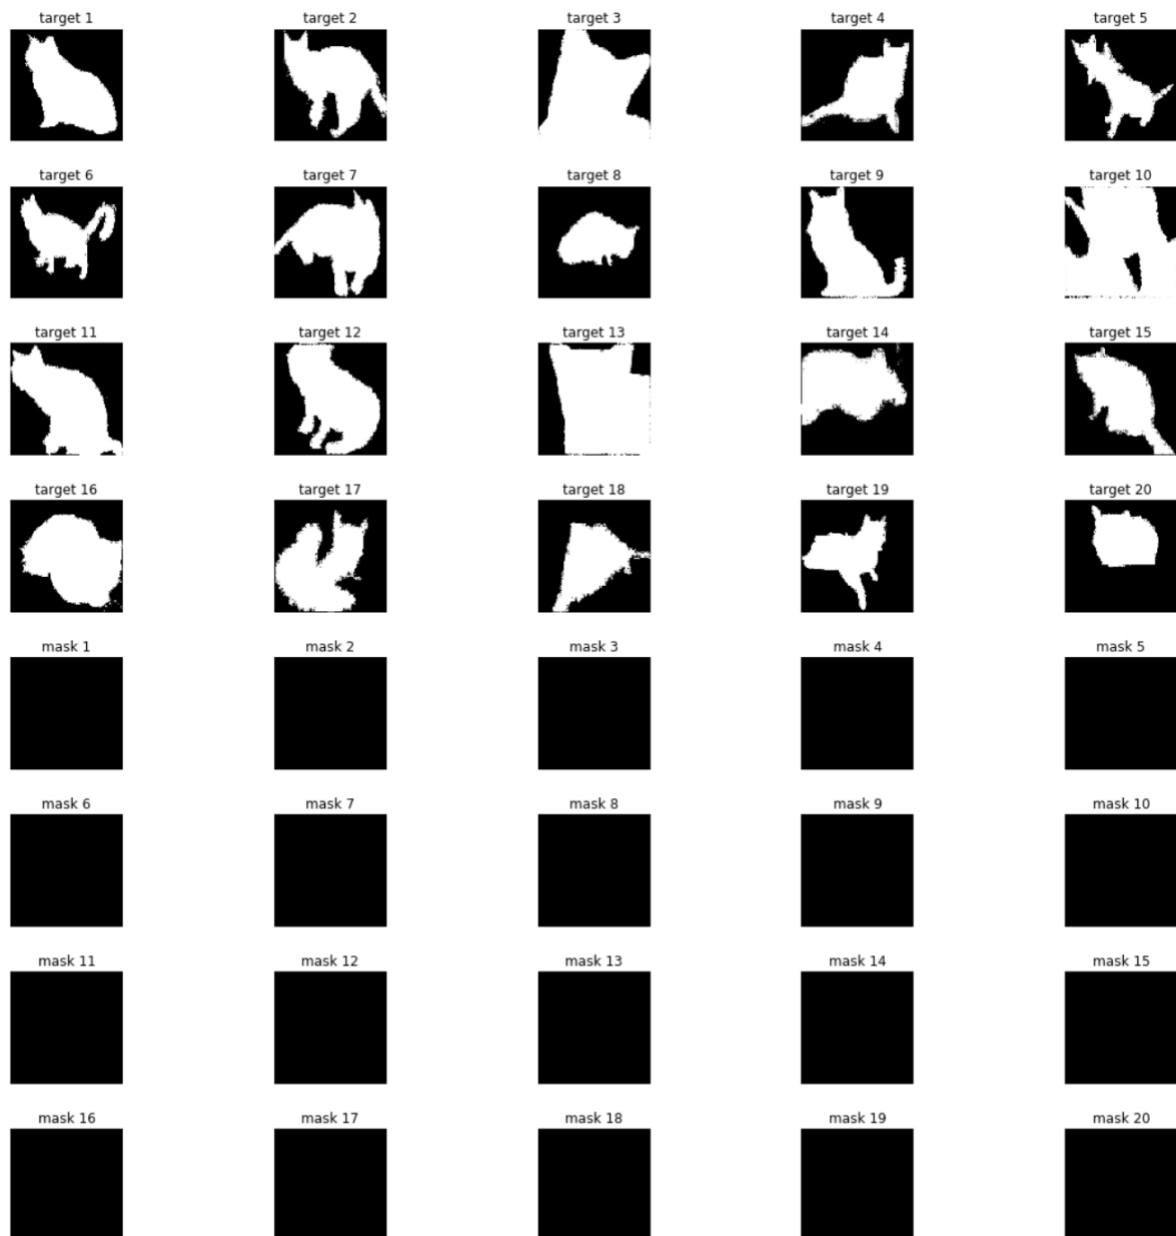 target 1 target 2 target 3 target 4 target 5
target 6 target 7 target 8 target 9 target 10
target 11 target 12 target 13 target 14 target 15
target 16 target 17 target 18 target 19 target 20
mask 1 mask 2 mask 3 mask 4 mask 5
mask 6 mask 7 mask 8 mask 9 mask 10
mask 11 mask 12 mask 13 mask 14 mask 15
mask 16 mask 17 mask 18 mask 19 mask 20